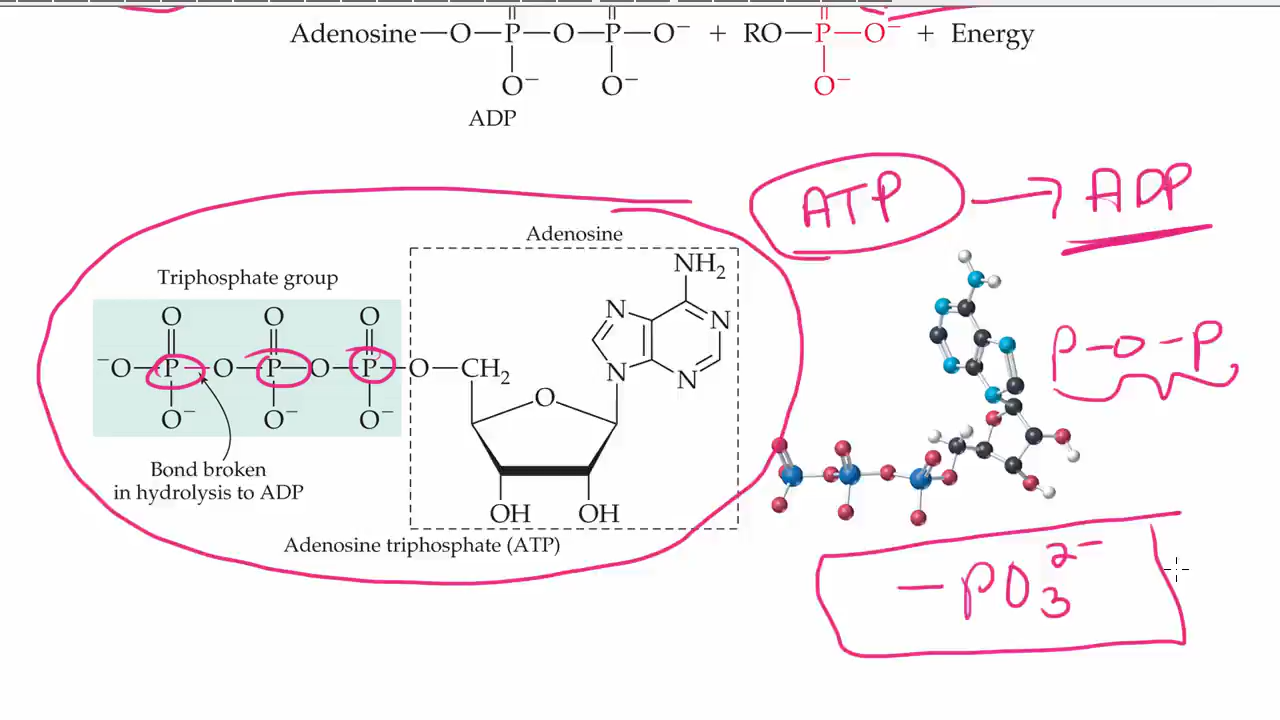 Adenosine—O—P—O—P—O⁻ + RO—P—O⁻ + Energy
O⁻ O⁻ O⁻
ADP
ATP → ADP
Adenosine
Triphosphate group
NH₂
O O O
N N
⁻O—P—O—P—O—P—O—CH₂
N N
O⁻ O⁻ O⁻
O
P-O-P
Bond broken
in hydrolysis to ADP
OH OH
Adenosine triphosphate (ATP)
-PO₃²⁻